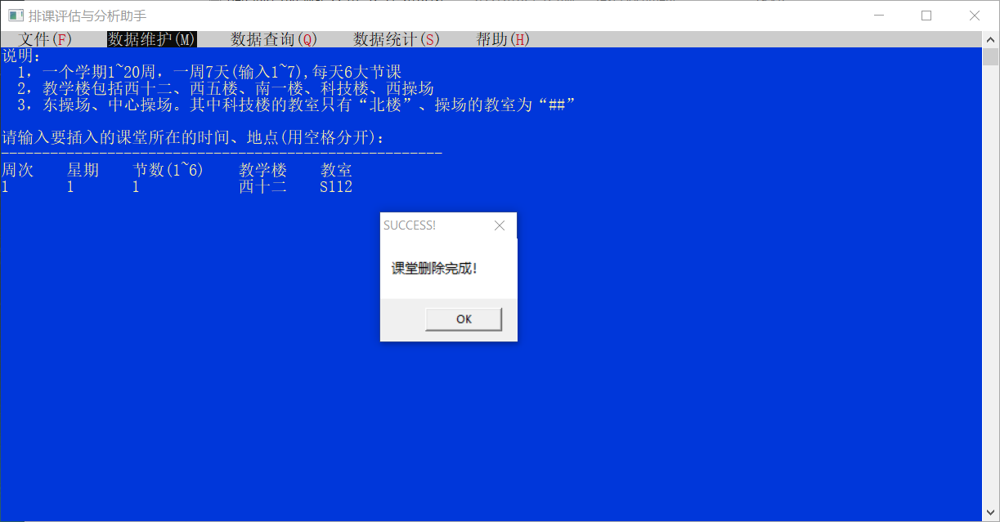 排课评估与分析助手
文件(F) 数据维护(M) 数据查询(Q) 数据统计(S) 帮助(H)
说明:
1，一个学期1~20周，一周7天(输入1~7),每天6大节课
2，教学楼包括西十二、西五楼、南一楼、科技楼、西操场
3，东操场、中心操场。其中科技楼的教室只有“北楼”、操场的教室为“##”
请输入要插入的课堂所在的时间、地点(用空格分开):
------------------------------------------------------
周次 星期 节数(1~6) 教学楼 教室
1 1 1 西十二 S112
SUCCESS!
课堂删除完成!
OK